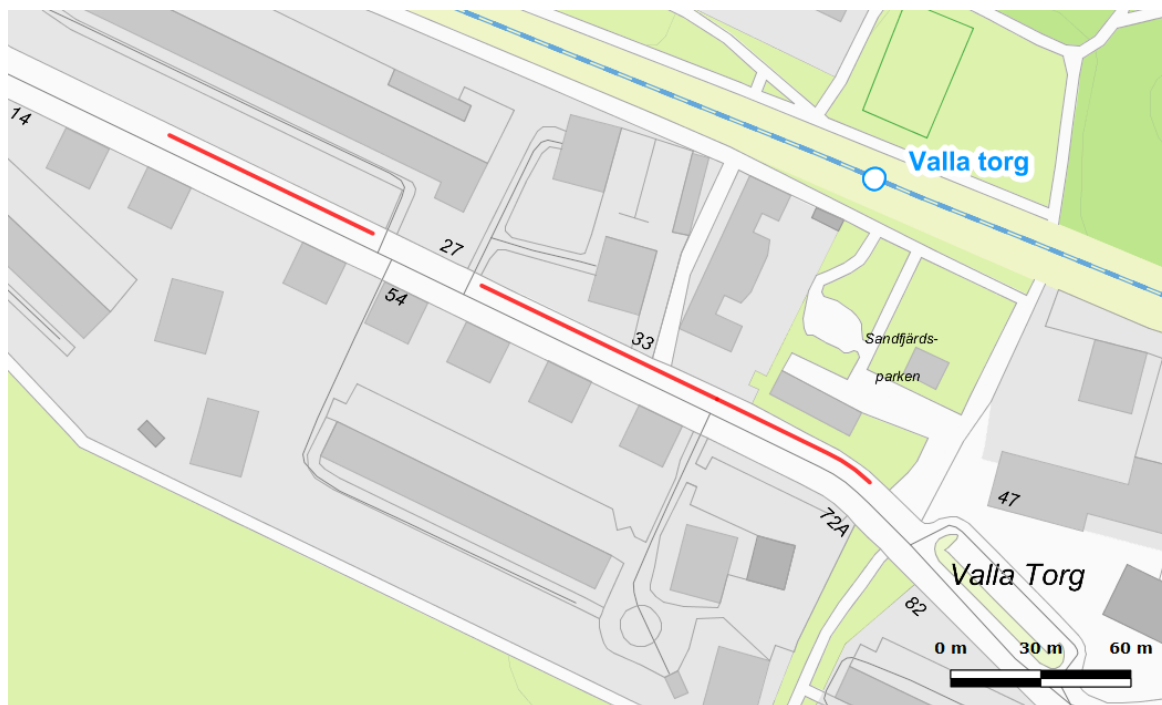 14
Valla torg
27
54
33
Sandfjärds-
parken
47
72A
Valla Torg
82
0 m 30 m 60 m